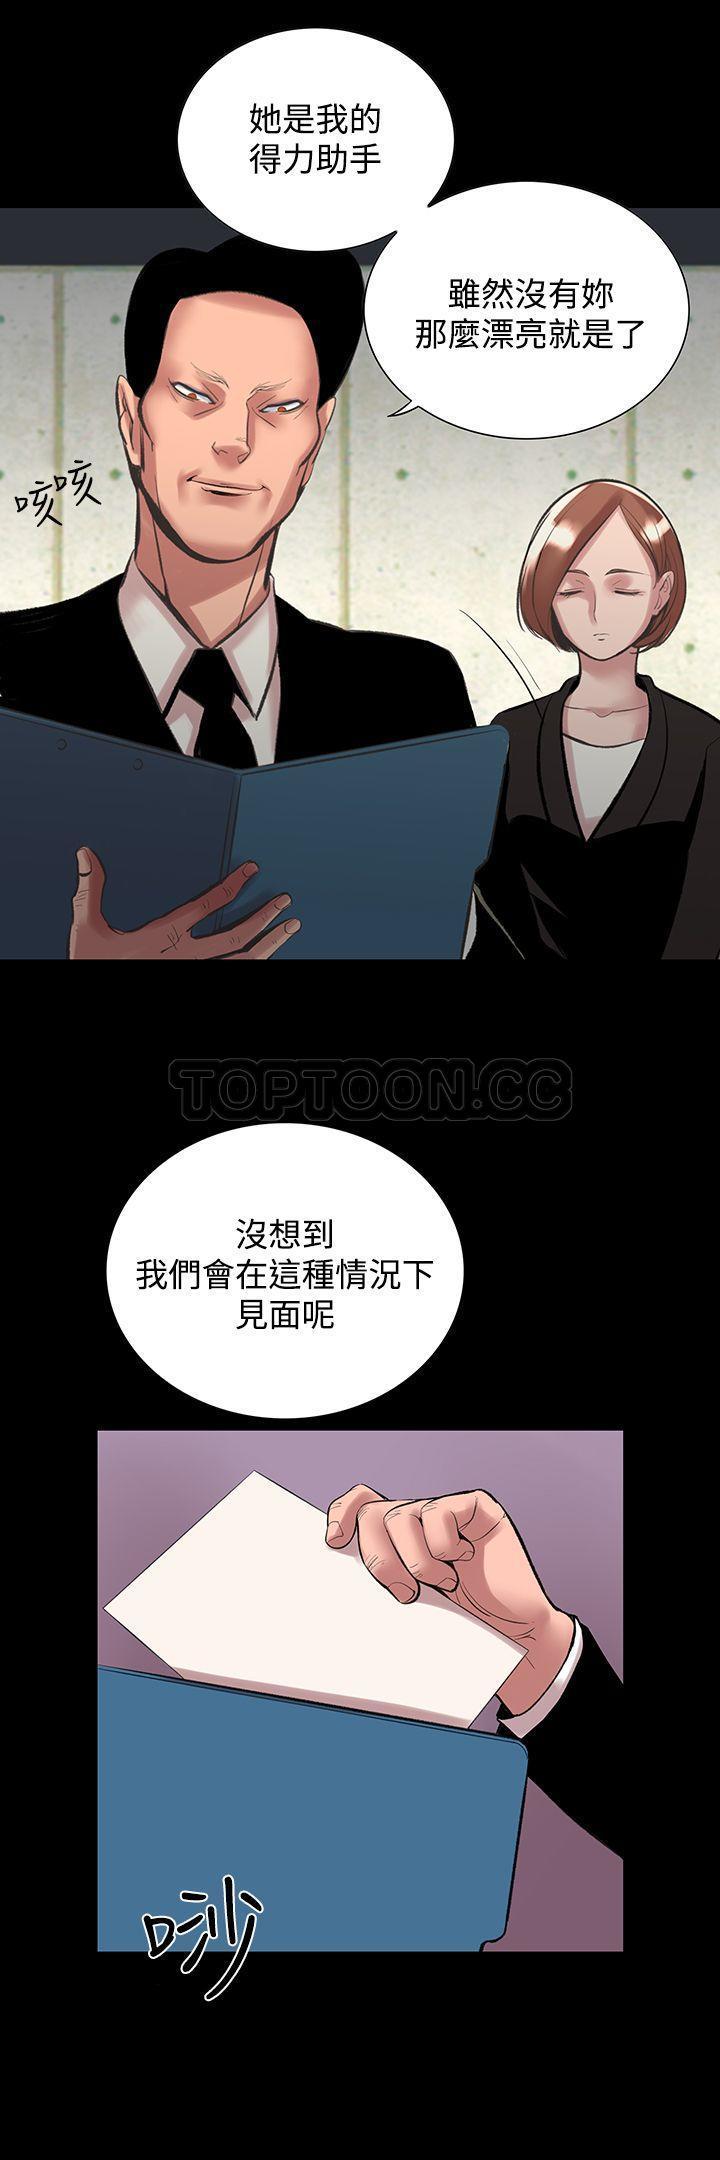 她是我的
得力助手
雖然沒有妳
那麼漂亮就是了
咳咳
TOPTOON.CC
沒想到
我們會在這種情況下
見面呢
唦